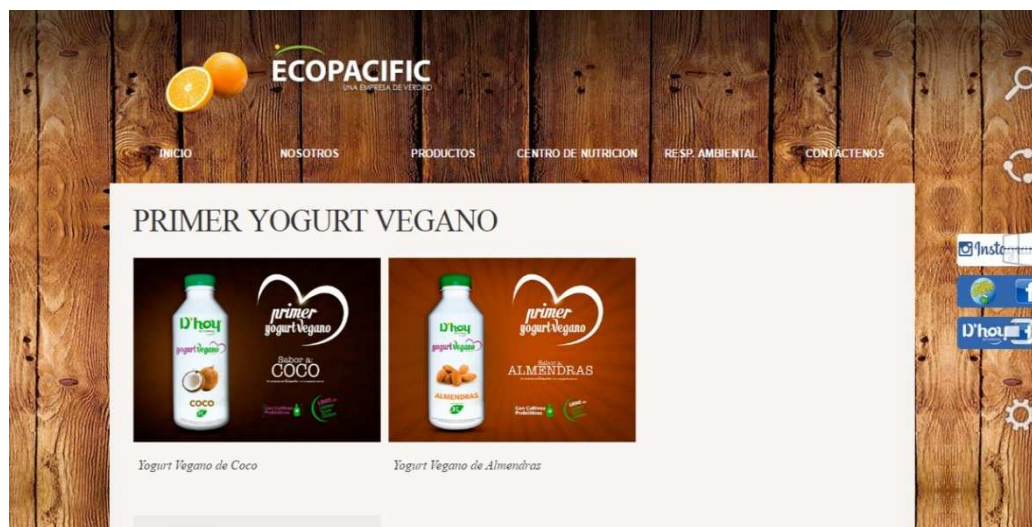 ECOPACIFIC
UNA EMPRESA DE VERDAD
INICIO NOSOTROS PRODUCTOS CENTRO DE NUTRICION RESP. AMBIENTAL CONTÁCTENOS
PRIMER YOGURT VEGANO
D'hoy
yogurt Vegano
COCO
primer
yogurt Vegano
Sabor a:
COCO
Con Cultivos
Probióticos
D'hoy
yogurt Vegano
ALMENDRAS
primer
yogurt Vegano
Sabor a:
ALMENDRAS
Con Cultivos
Probióticos
Yogurt Vegano de Coco
Yogurt Vegano de Almendras
D'hoy